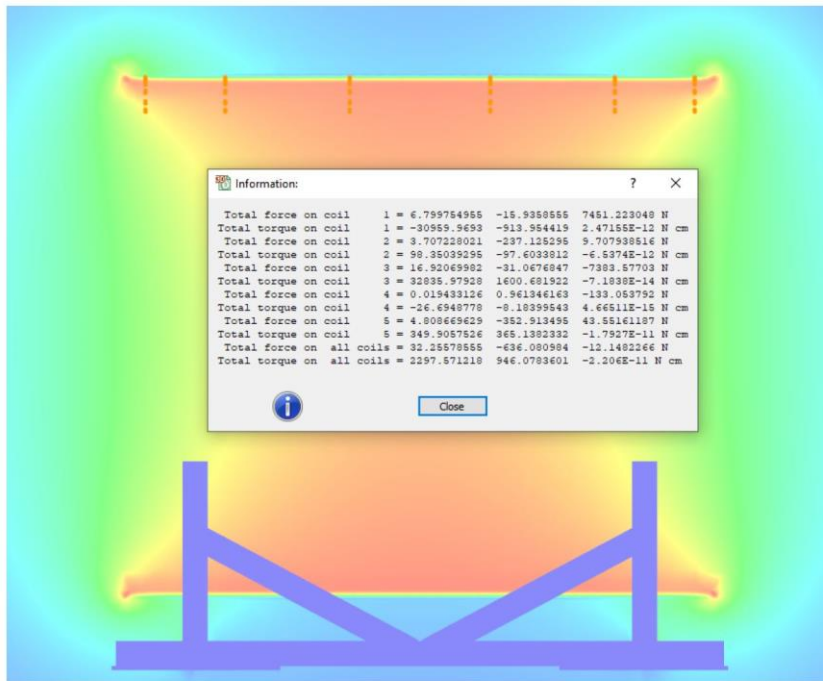 Information:
? ×
Total force on coil 1 = 6.799754955 -15.9358555 7451.223048 N
Total torque on coil 1 = -30959.9693 -913.954419 2.47155E-12 N cm
Total force on coil 2 = 3.707228021 -237.125295 9.707938516 N
Total torque on coil 2 = 98.35039295 -97.6033812 -6.5374E-12 N cm
Total force on coil 3 = 16.92069982 -31.0676847 -7383.57703 N
Total torque on coil 3 = 32835.97928 1600.681922 -7.1838E-14 N cm
Total force on coil 4 = 0.019433126 0.961346163 -133.053792 N
Total torque on coil 4 = -26.6948778 -8.18399543 4.66511E-15 N cm
Total force on coil 5 = 4.808669629 -352.913495 43.55161187 N
Total torque on coil 5 = 349.9057526 365.1382332 -1.7927E-11 N cm
Total force on all coils = 32.25578555 -636.080984 -12.1482266 N
Total torque on all coils = 2297.571218 946.0783601 -2.206E-11 N cm
Close